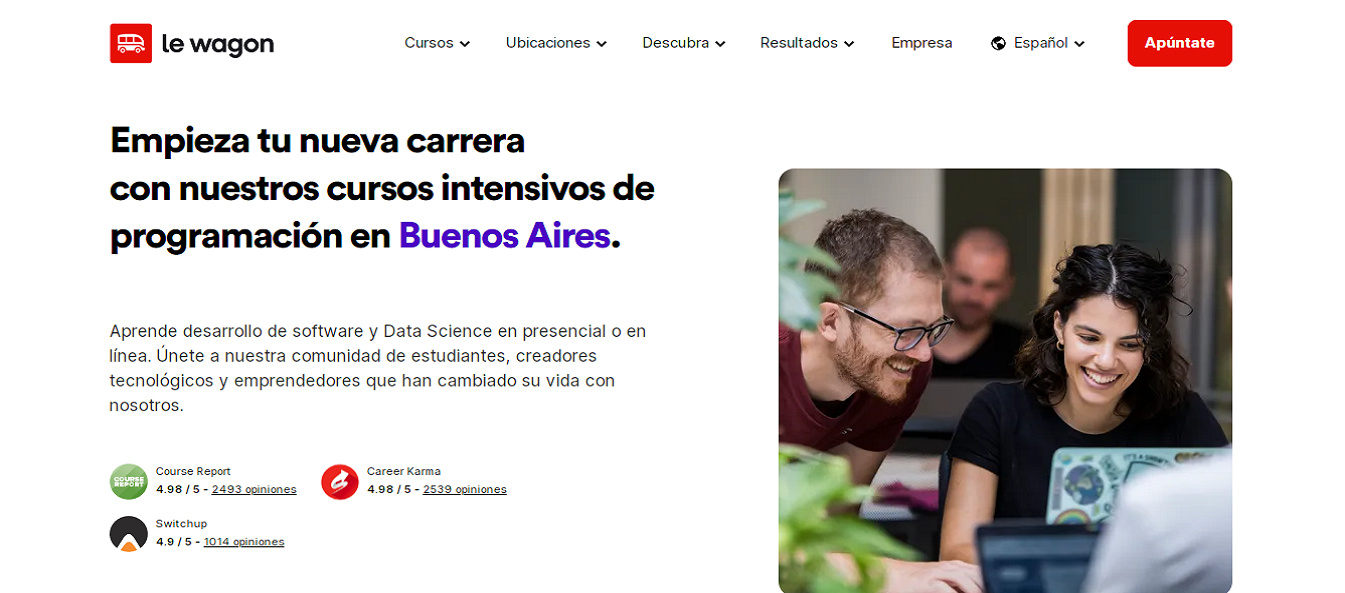 le wagon
Cursos
Ubicaciones
Descubra
Resultados
Empresa
Español
Apúntate
Empieza tu nueva carrera
con nuestros cursos intensivos de
programación en Buenos Aires.
Aprende desarrollo de software y Data Science en presencial o en
línea. Únete a nuestra comunidad de estudiantes, creadores
tecnológicos y emprendedores que han cambiado su vida con
nosotros.
COURSE
REPORT
Course Report
4.98 / 5 - 2493 opiniones
Career Karma
4.98 / 5 - 2539 opiniones
Switchup
4.9 / 5 - 1014 opiniones